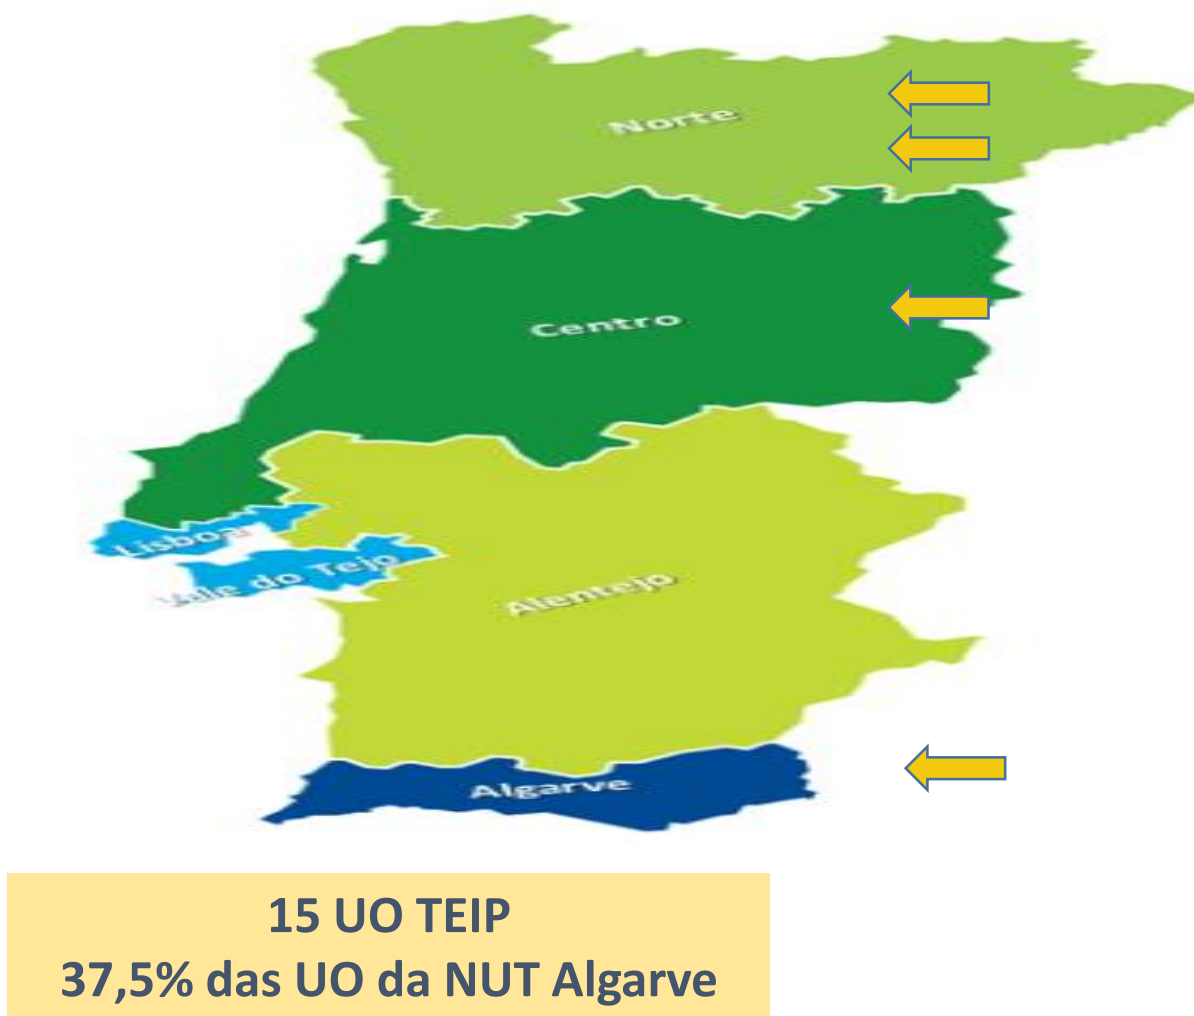 Norte
Centro
Lisboa
Vale do Tejo
Alentejo
Algarve
15 UO TEIP
37,5% das UO da NUT Algarve